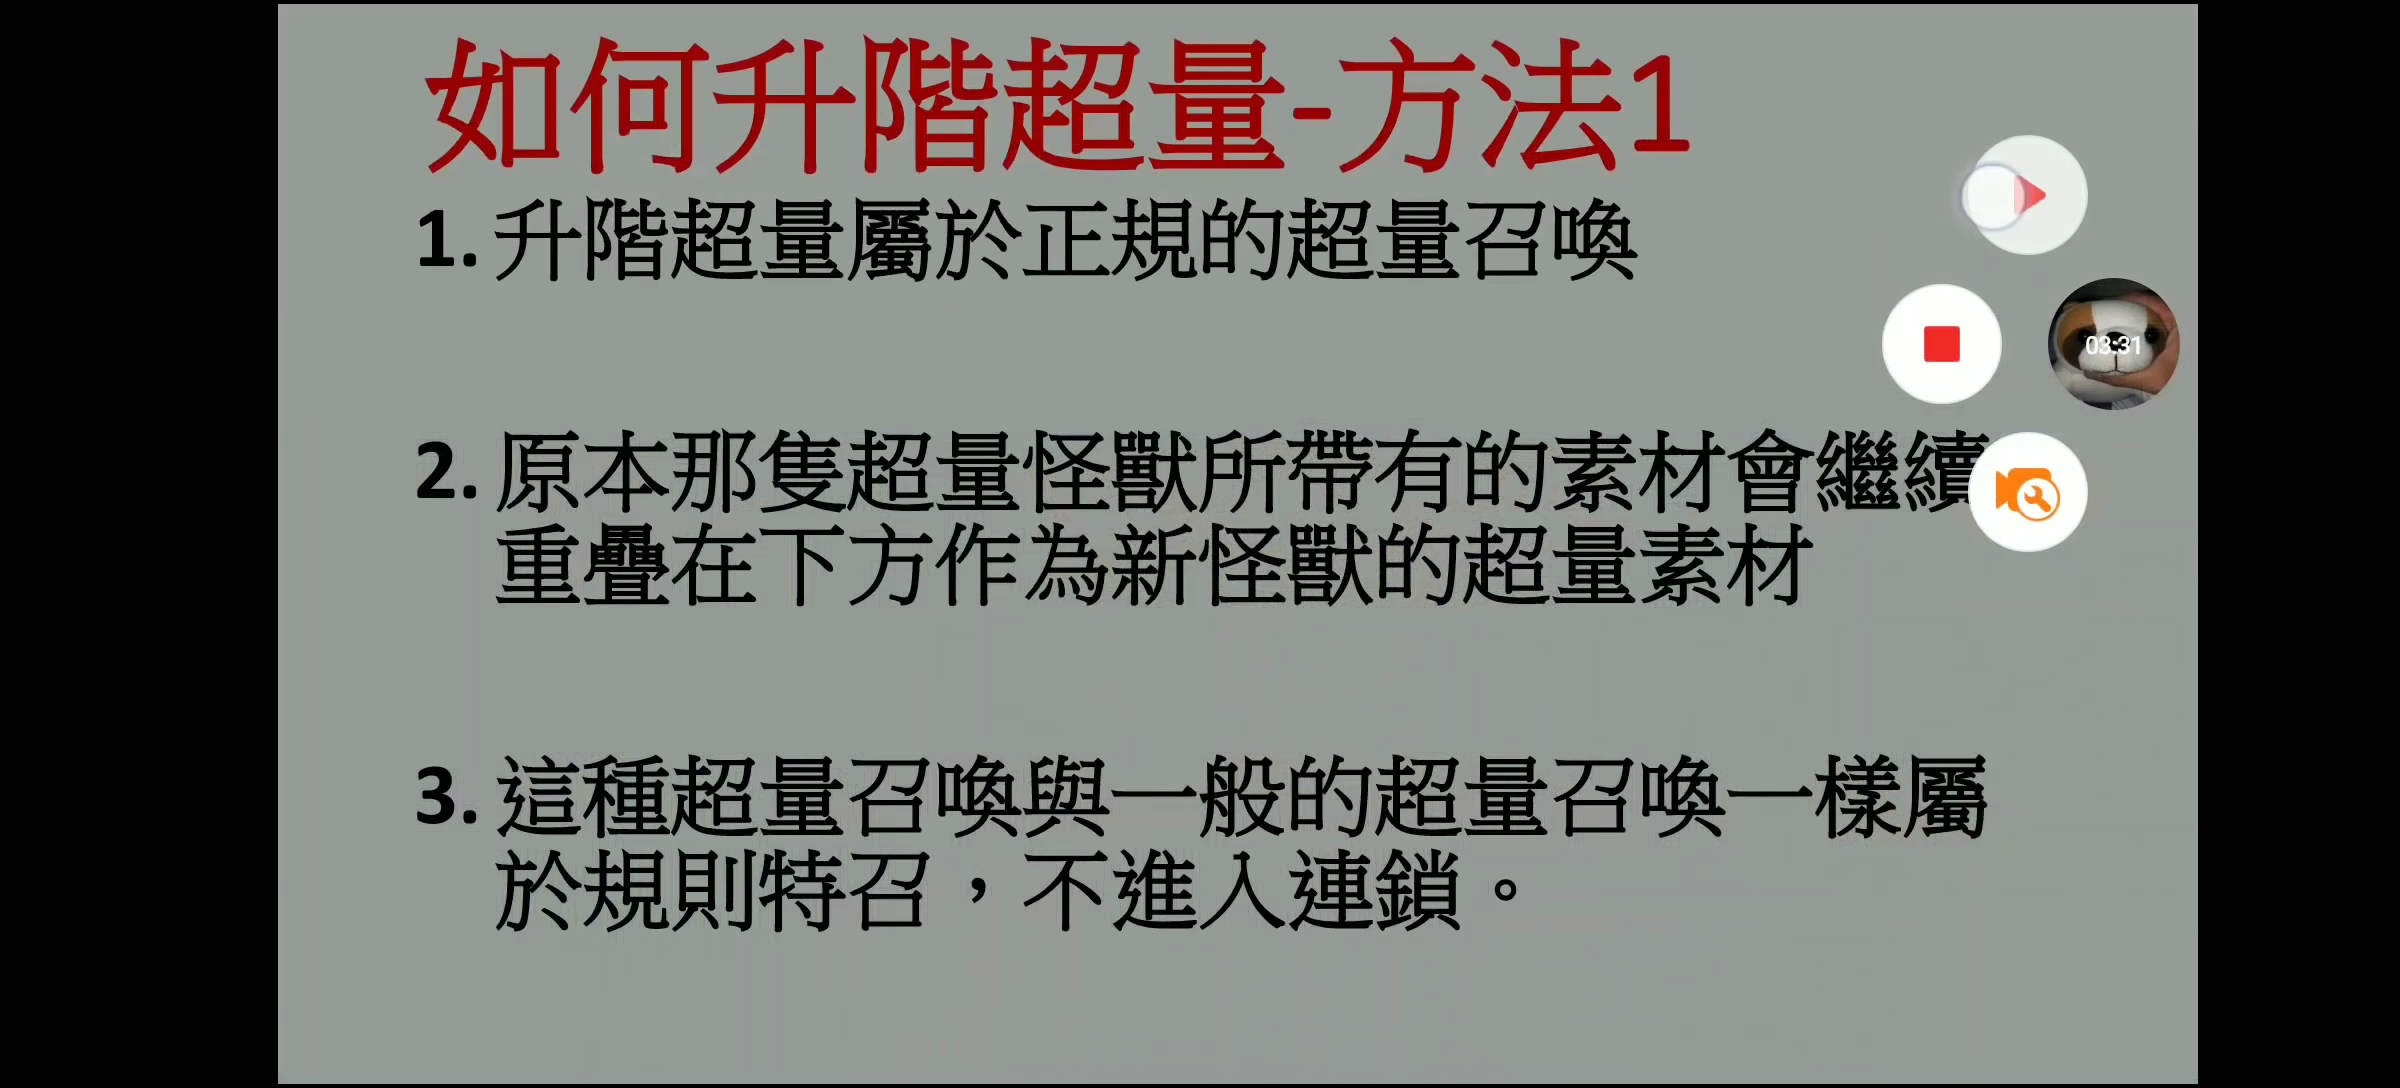 如何升階超量-方法1
1. 升階超量屬於正規的超量召喚
03:31
2. 原本那隻超量怪獸所帶有的素材會繼續
重疊在下方作為新怪獸的超量素材
3. 這種超量召喚與一般的超量召喚一樣屬
於規則特召，不進入連鎖。